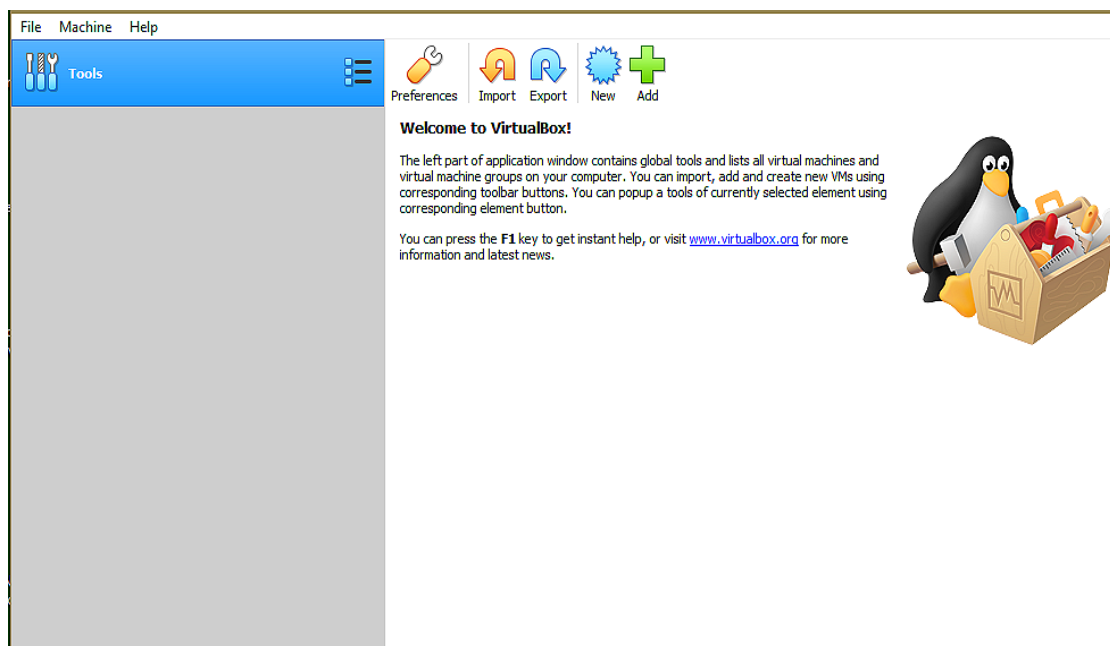 File Machine Help
Tools
Preferences Import Export New Add
Welcome to VirtualBox!
The left part of application window contains global tools and lists all virtual machines and
virtual machine groups on your computer. You can import, add and create new VMs using
corresponding toolbar buttons. You can popup a tools of currently selected element using
corresponding element button.
You can press the F1 key to get instant help, or visit www.virtualbox.org for more
information and latest news.